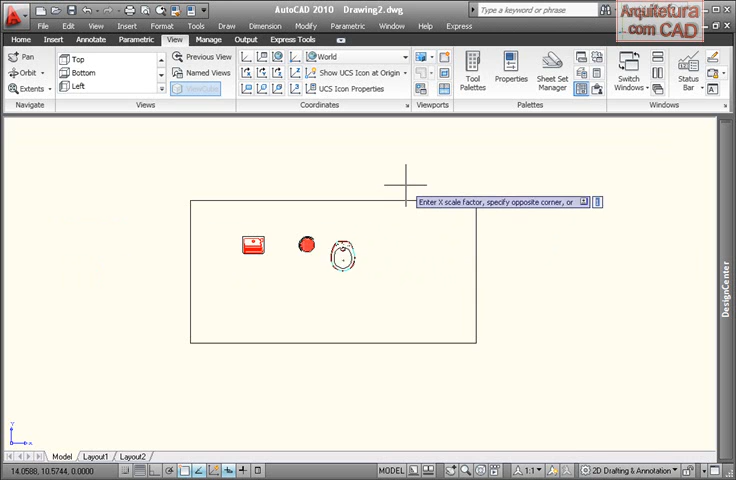 AutoCAD 2010 Drawing2.dwg
Type a keyword or phrase
Arquitetura
com CAD
File Edit View Insert Format Tools Draw Dimension Modify Parametric Window Help Express
Home Insert Annotate Parametric View Manage Output Express Tools
Pan
Orbit
Extents
Navigate
Top
Bottom
Left
Previous View
Named Views
ViewCube
Views
World
Show UCS Icon at Origin
UCS Icon Properties
Coordinates
Viewports
Tool
Palettes
Properties
Sheet Set
Manager
Palettes
Switch
Windows
Status
Bar
Windows
Enter X scale factor, specify opposite corner, or
1
DesignCenter
Y
X
Model Layout1 Layout2
14.0588, 10.5744, 0.0000
MODEL
1:1
2D Drafting & Annotation